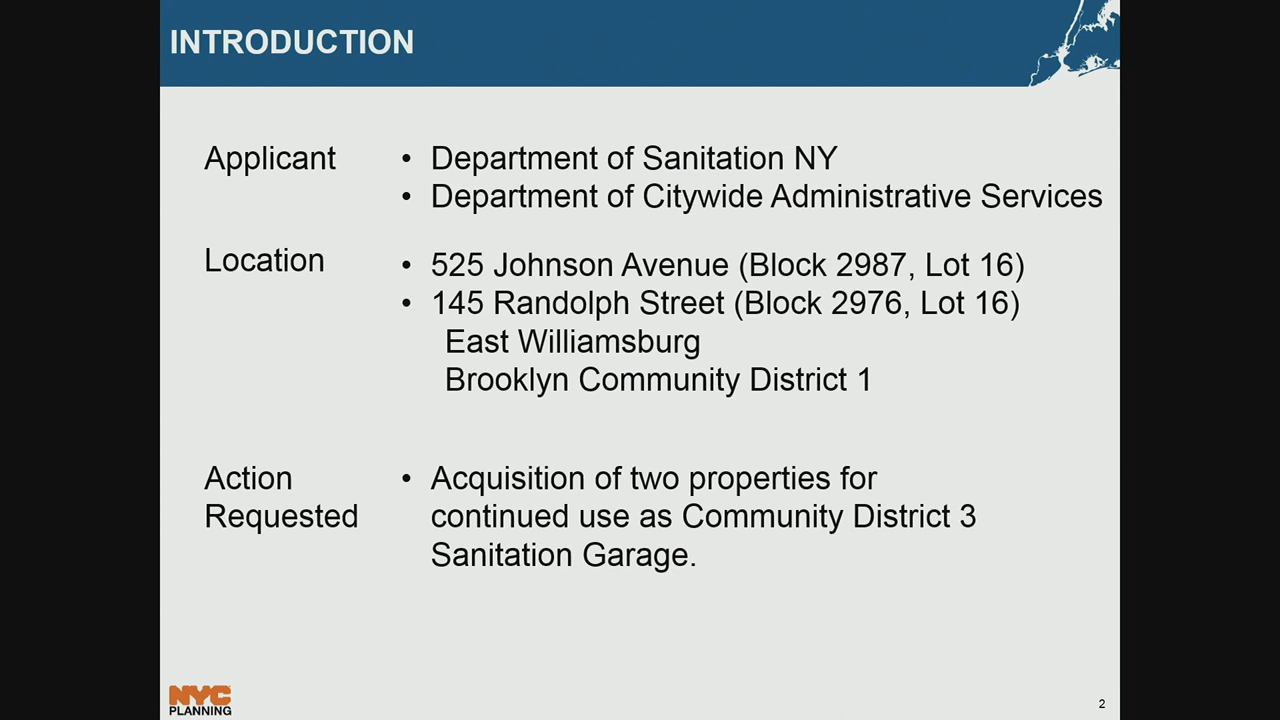 INTRODUCTION
Applicant
• Department of Sanitation NY
• Department of Citywide Administrative Services
Location
• 525 Johnson Avenue (Block 2987, Lot 16)
• 145 Randolph Street (Block 2976, Lot 16)
East Williamsburg
Brooklyn Community District 1
Action
Requested
• Acquisition of two properties for
continued use as Community District 3
Sanitation Garage.
NYC
PLANNING
2